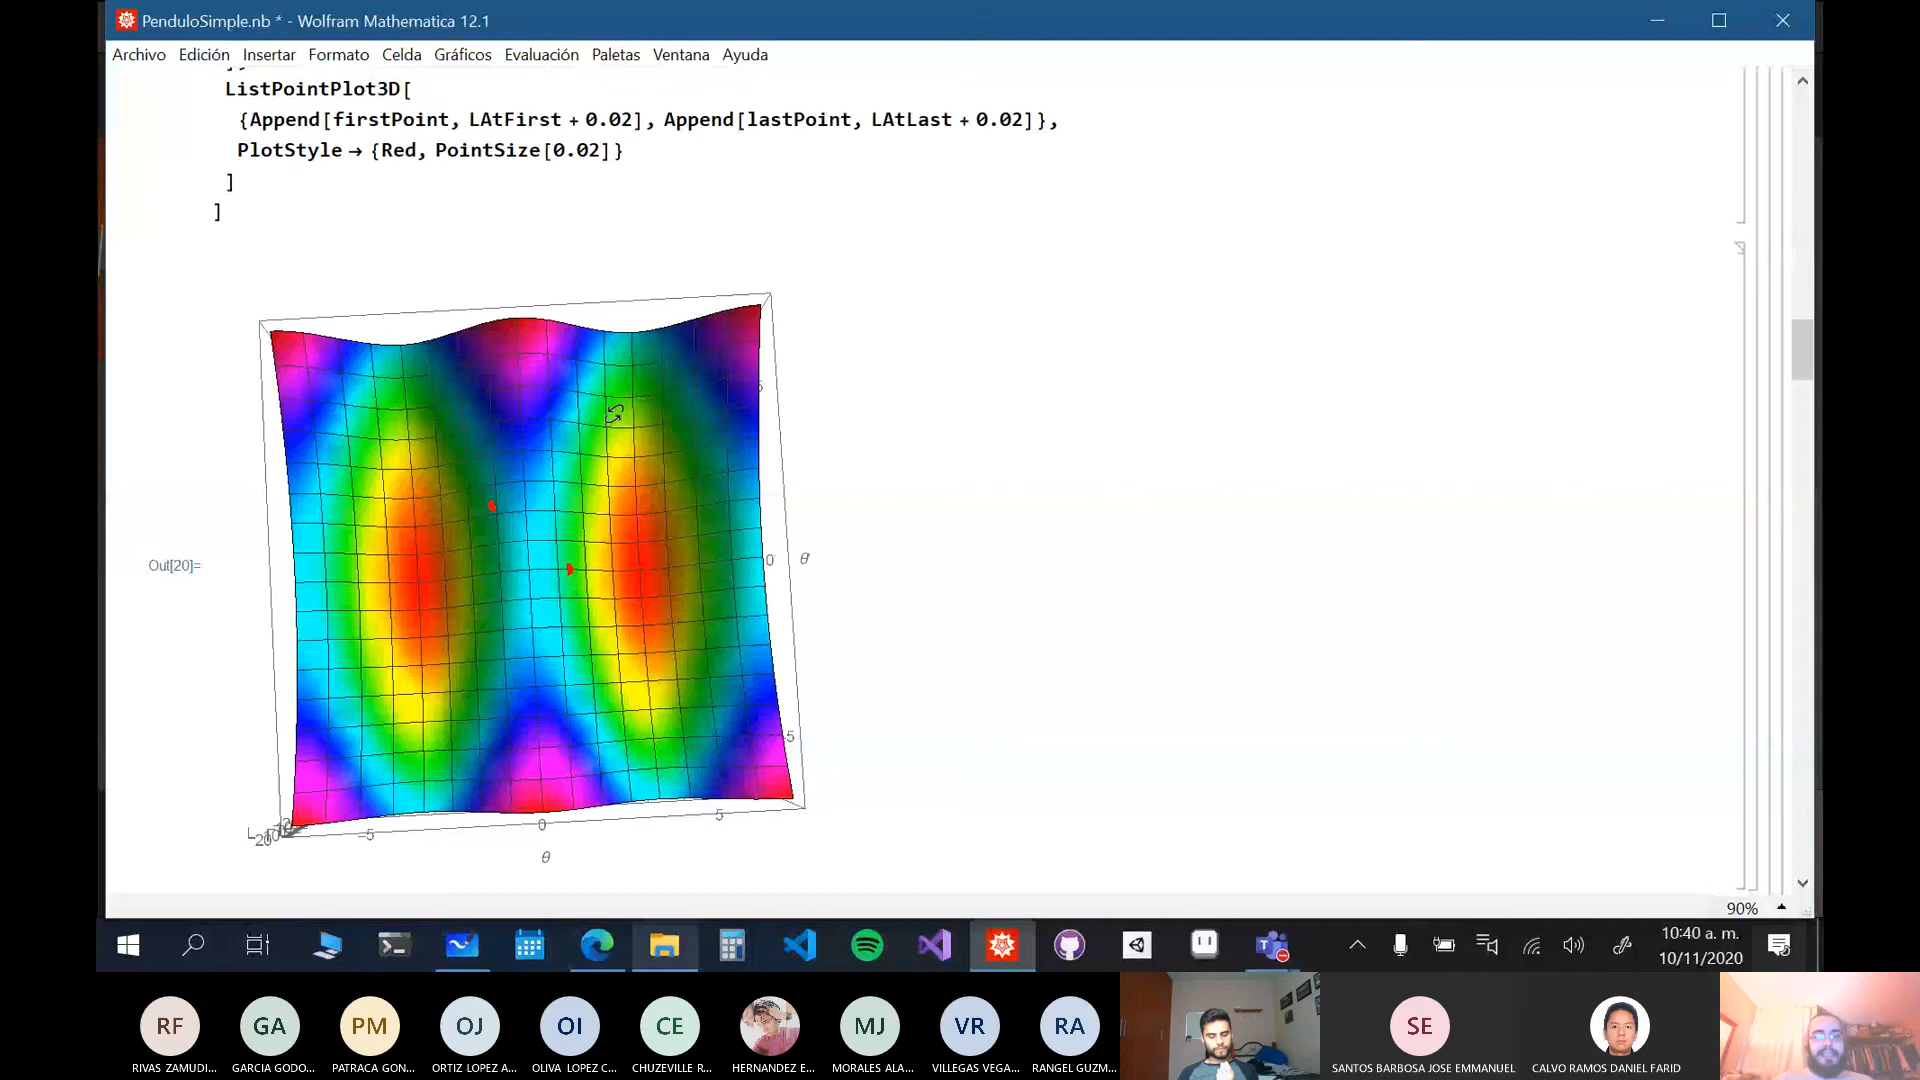 PenduloSimple.nb * - Wolfram Mathematica 12.1
Archivo Edición Insertar Formato Celda Gráficos Evaluación Paletas Ventana Ayuda
ListPointPlot3D[
{Append[firstPoint, LAtFirst + 0.02], Append[lastPoint, LAtLast + 0.02]},
PlotStyle → {Red, PointSize[0.02]}
]
]
Out[20]=
0 θ
-5 0 5
θ
90%
10:40 a. m.
10/11/2020
RF GA PM OJ OI CE MJ VR RA SE
RIVAS ZAMUDI... GARCIA GODO... PATRACA GON... ORTIZ LOPEZ A... OLIVA LOPEZ C... CHUZEVILLE R... HERNANDEZ E... MORALES ALA... VILLEGAS VEGA... RANGEL GUZM... SANTOS BARBOSA JOSE EMMANUEL CALVO RAMOS DANIEL FARID